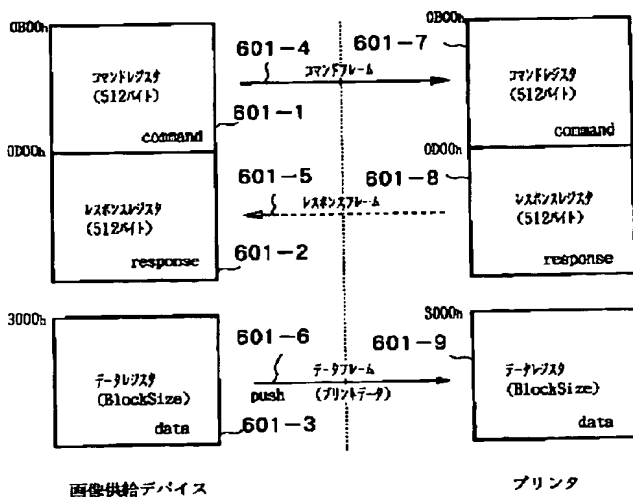 0B00h
コマンドレジスタ
(512バイト)
command
601-1
601-4
コマンドフレーム
601-7
0B00h
コマンドレジスタ
(512バイト)
command
0D00h
レスポンスレジスタ
(512バイト)
response
601-2
601-5
レスポンスフレーム
601-8
0D00h
レスポンスレジスタ
(512バイト)
response
3000h
データレジスタ
(BlockSize)
data
601-3
601-6
データフレーム
push
(プリントデータ)
601-9
3000h
データレジスタ
(BlockSize)
data
画像供給デバイス
プリンタ